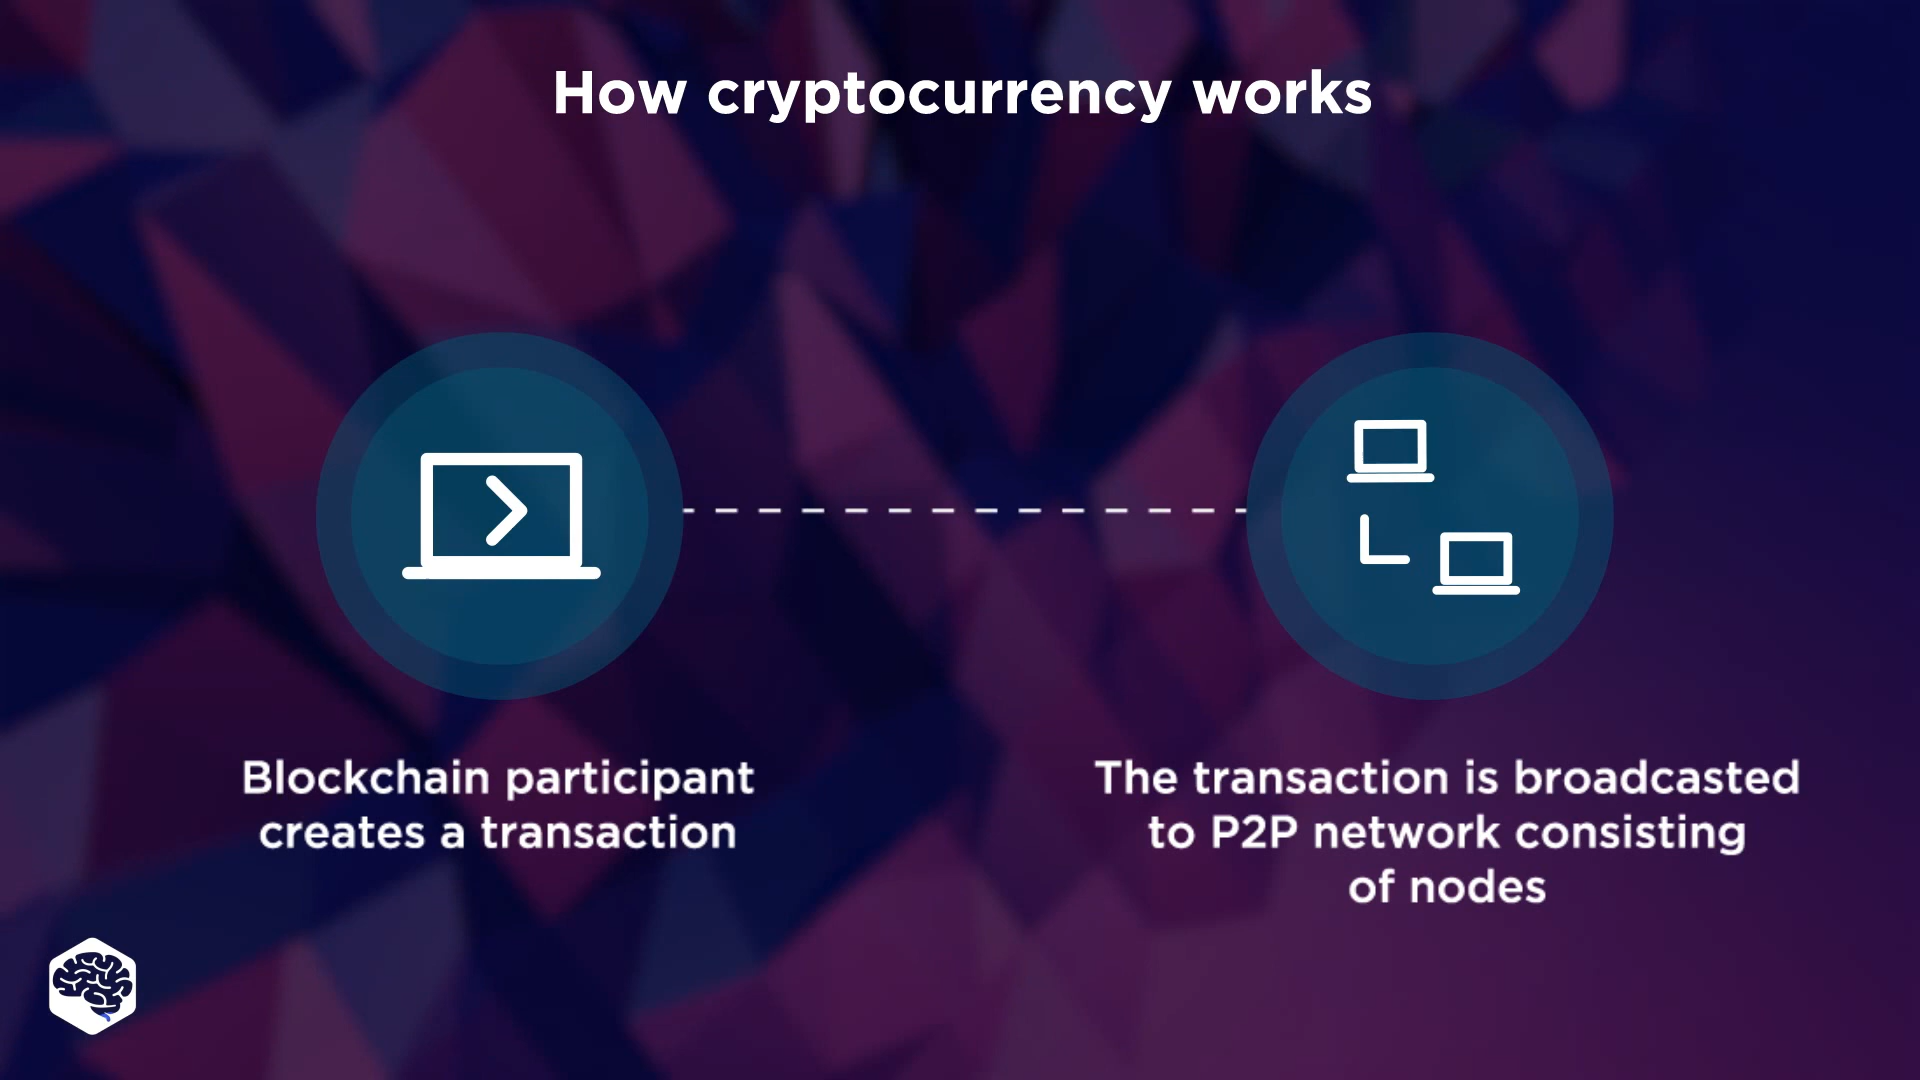 How cryptocurrency works
Blockchain participant
creates a transaction
The transaction is broadcasted
to P2P network consisting
of nodes